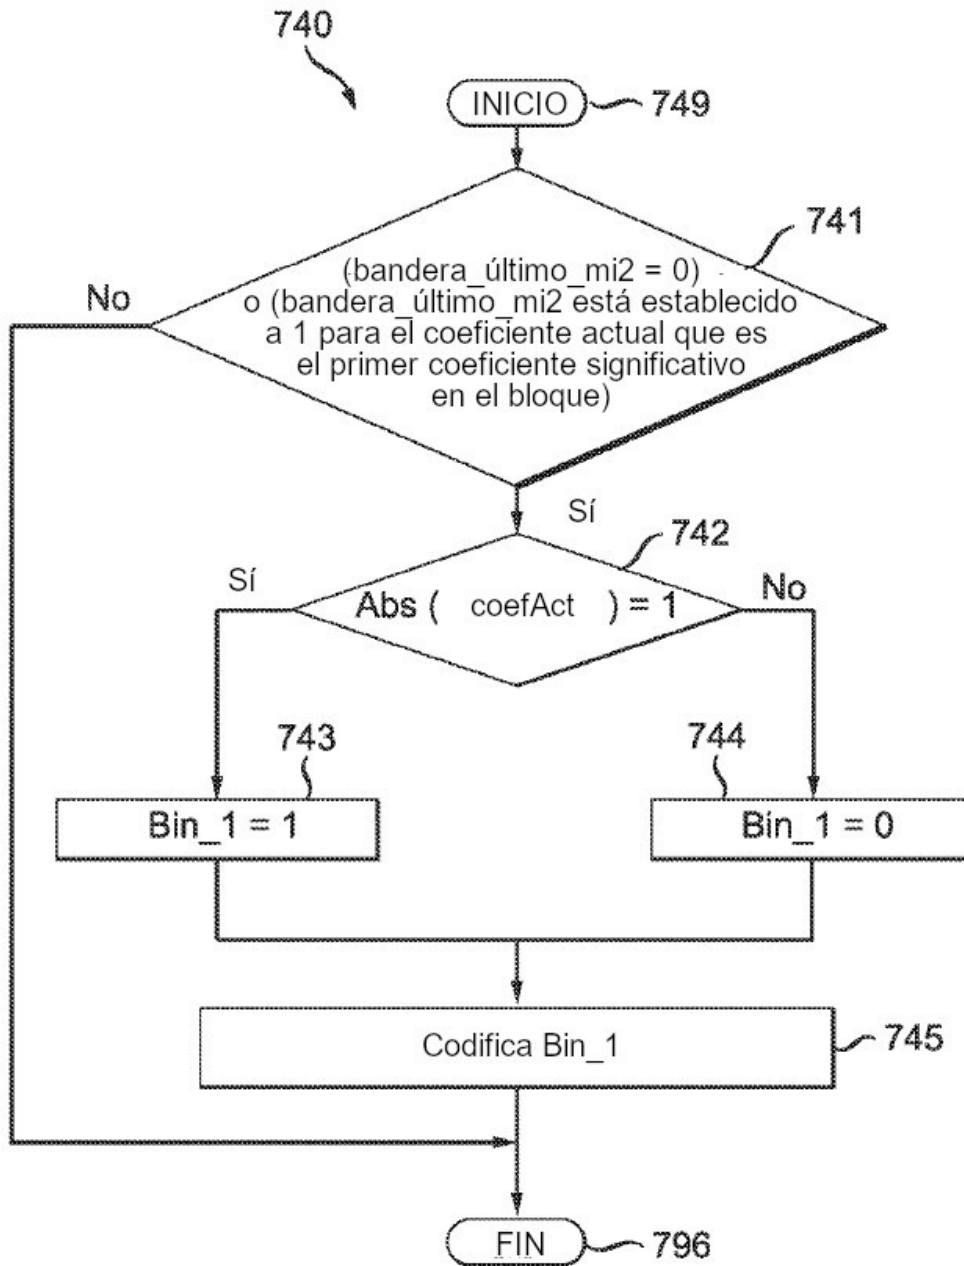 740
INICIO
749
741
(bandera_último_mi2 = 0)
o (bandera_último_mi2 está establecido
a 1 para el coeficiente actual que es
el primer coeficiente significativo
en el bloque)
No
Sí
742
Sí
Abs ( coefAct ) = 1
No
743
744
Bin_1 = 1
Bin_1 = 0
Codifica Bin_1
745
FIN
796